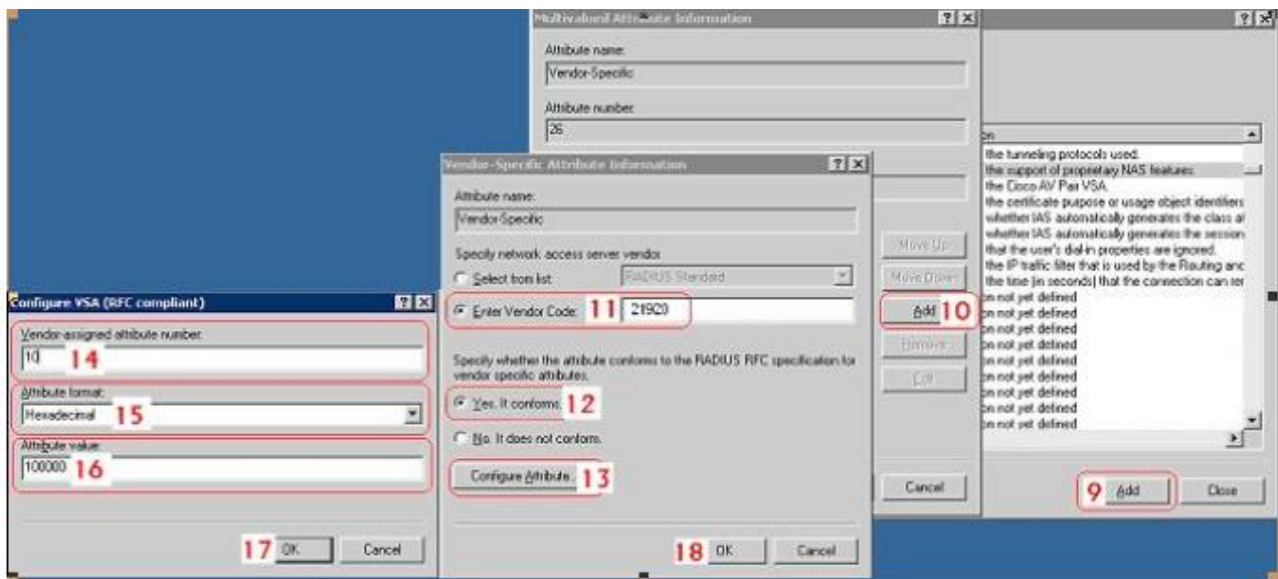 Multivalued Attribute Information
Attribute name:
Vendor-Specific
Attribute number:
26
Move Up
Move Down
Add 10
Remove
Edit
Cancel
on
the tunneling protocols used.
the support of proprietary NAS features.
the Cisco AV Pair VSA.
the certificate purpose or usage object identifiers
whether IAS automatically generates the class at
whether IAS automatically generates the session
that the user's dial-in properties are ignored.
the IP traffic filter that is used by the Routing anc
the time (in seconds) that the connection can rer
on not yet defined
on not yet defined
on not yet defined
on not yet defined
on not yet defined
on not yet defined
on not yet defined
on not yet defined
9 Add
Close
Vendor-Specific Attribute Information
Attribute name:
Vendor-Specific
Specify network access server vendor.
Select from list:
RADIUS Standard
Enter Vendor Code: 11 21920
Specify whether the attribute conforms to the RADIUS RFC specification for
vendor specific attributes.
Yes. It conforms. 12
No. It does not conform.
Configure Attribute... 13
18 OK
Cancel
Configure VSA (RFC compliant)
Vendor-assigned attribute number:
10 14
Attribute format:
Hexadecimal 15
Attribute value:
100000 16
17 OK
Cancel